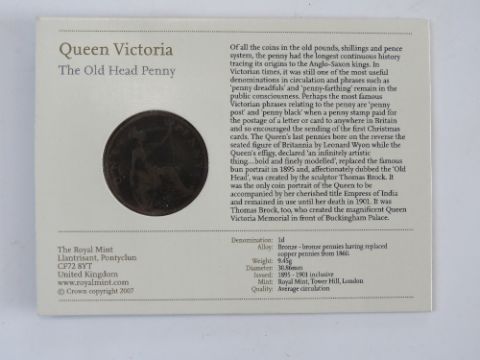 Queen Victoria
The Old Head Penny
Of all the coins in the old pounds, shillings and pence
system, the penny had the longest continuous history
tracing its origins to the Anglo-Saxon kings. In
Victorian times, it was still one of the most useful
denominations in circulation and phrases such as
'penny dreadfuls' and 'penny-farthing' remain in the
public consciousness. Perhaps the most famous
Victorian phrases relating to the penny are 'penny
post' and 'penny black' when a penny stamp paid for
the postage of a letter or card to anywhere in Britain
and so encouraged the sending of the first Christmas
cards. The Queen's last pennies bore on the reverse the
seated figure of Britannia by Leonard Wyon while the
Queen's effigy, declared 'an infinitely artistic
thing....bold and finely modelled', replaced the famous
bun portrait in 1895 and, affectionately dubbed the 'Old
Head', was created by the sculptor Thomas Brock. It
was the only coin portrait of the Queen to be
accompanied by her cherished title Empress of India
and remained in use until her death in 1901. It was
Thomas Brock, too, who created the magnificent Queen
Victoria Memorial in front of Buckingham Palace.
The Royal Mint
Llantrisant, Pontyclun
CF72 8YT
United Kingdom
www.royalmint.com
© Crown copyright 2007
Denomination: 1d
Alloy: Bronze - bronze pennies having replaced
copper pennies from 1860.
Weight: 9.45g
Diameter: 30.86mm
Issued: 1895 - 1901 inclusive
Mint: Royal Mint, Tower Hill, London
Quality: Average circulation